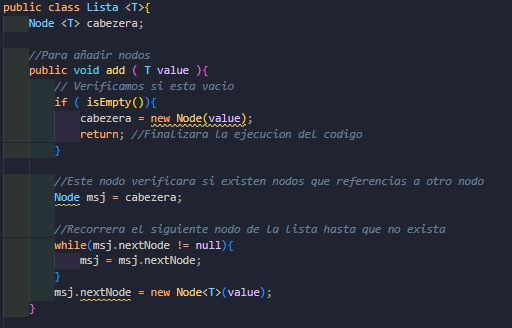 public class Lista <T>{
Node <T> cabezera;
//Para añadir nodos
public void add ( T value ){
// Verificamos si esta vacio
if ( isEmpty()){
cabezera = new Node(value);
return; //Finalizara la ejecucion del codigo
}
//Este nodo verificara si existen nodos que referencias a otro nodo
Node msj = cabezera;
//Recorrera el siguiente nodo de la lista hasta que no exista
while(msj.nextNode != null){
msj = msj.nextNode;
}
msj.nextNode = new Node<T>(value);
}